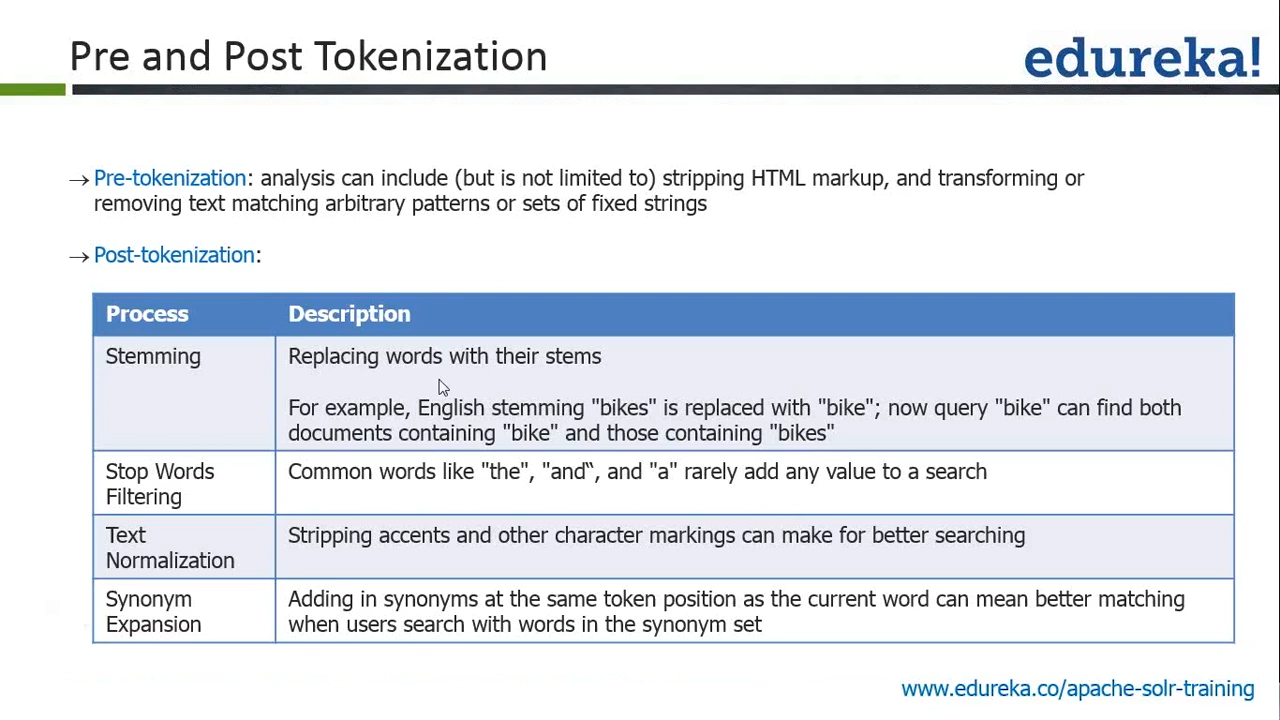 Pre and Post Tokenization
edureka!
→ Pre-tokenization: analysis can include (but is not limited to) stripping HTML markup, and transforming or
removing text matching arbitrary patterns or sets of fixed strings
→ Post-tokenization:
Process Description
Stemming Replacing words with their stems
For example, English stemming "bikes" is replaced with "bike"; now query "bike" can find both
documents containing "bike" and those containing "bikes"
Stop Words Common words like "the", "and“, and "a" rarely add any value to a search
Filtering
Text Stripping accents and other character markings can make for better searching
Normalization
Synonym Adding in synonyms at the same token position as the current word can mean better matching
Expansion when users search with words in the synonym set
www.edureka.co/apache-solr-training